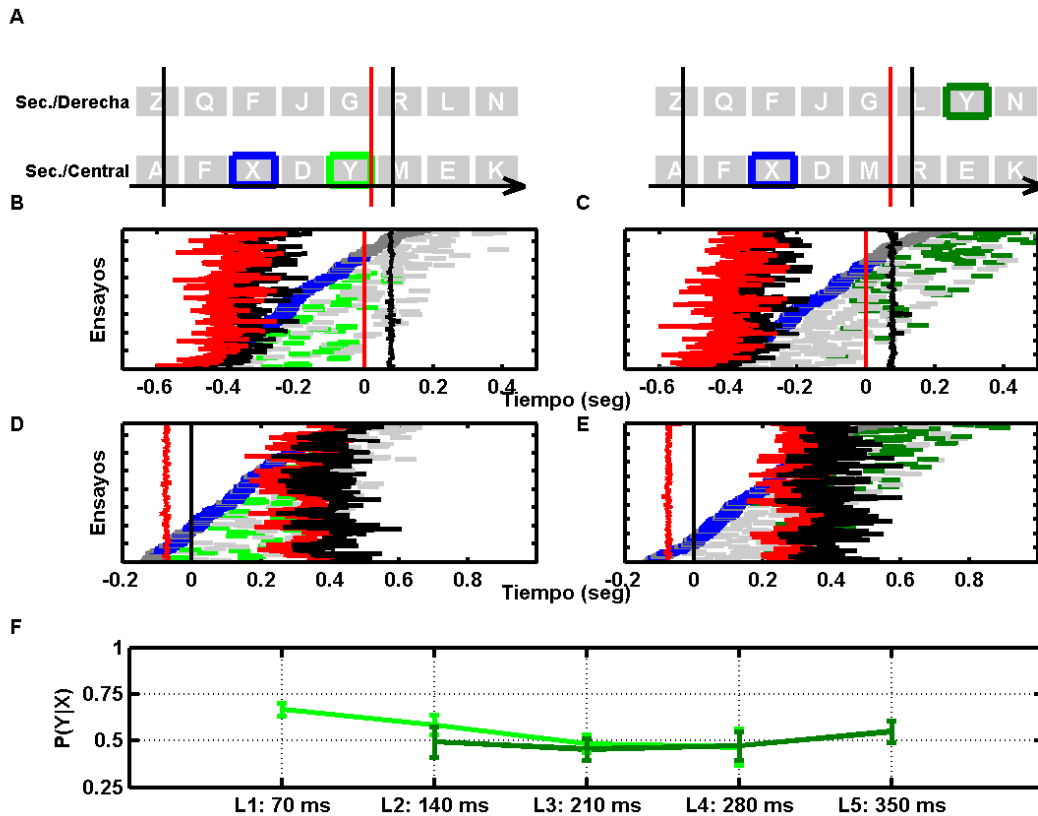 A
Sec./Derecha Z Q F J G R L N
Z Q F J G L Y N
Sec./Central A F X D Y M E K
A F X D M R E K
B
C
Ensayos
-0.6 -0.4 -0.2 0 0.2 0.4
-0.6 -0.4 -0.2 0 0.2 0.4
Tiempo (seg)
D
E
Ensayos
-0.2 0 0.2 0.4 0.6 0.8
-0.2 0 0.2 0.4 0.6 0.8
Tiempo (seg)
F
P(Y|X)
1
0.75
0.5
0.25
L1: 70 ms L2: 140 ms L3: 210 ms L4: 280 ms L5: 350 ms